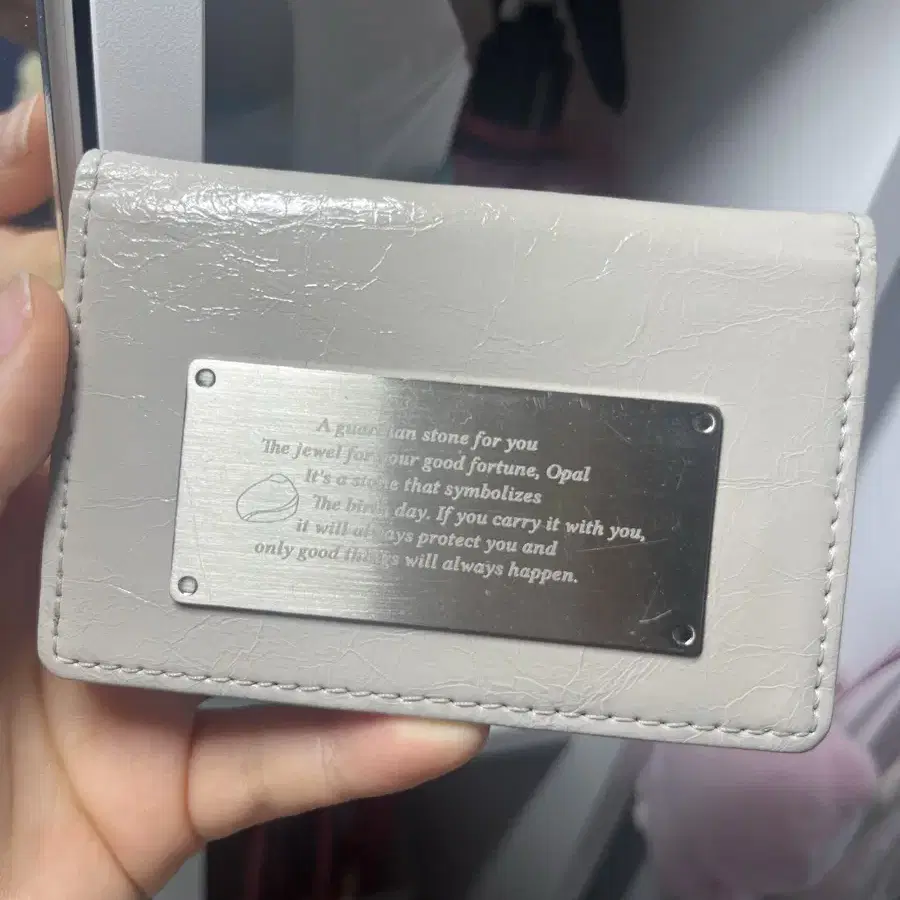 A guardian stone for you
The jewel for your good fortune, Opal
It's a stone that symbolizes
The birth day. If you carry it with you,
it will always protect you and
only good things will always happen.